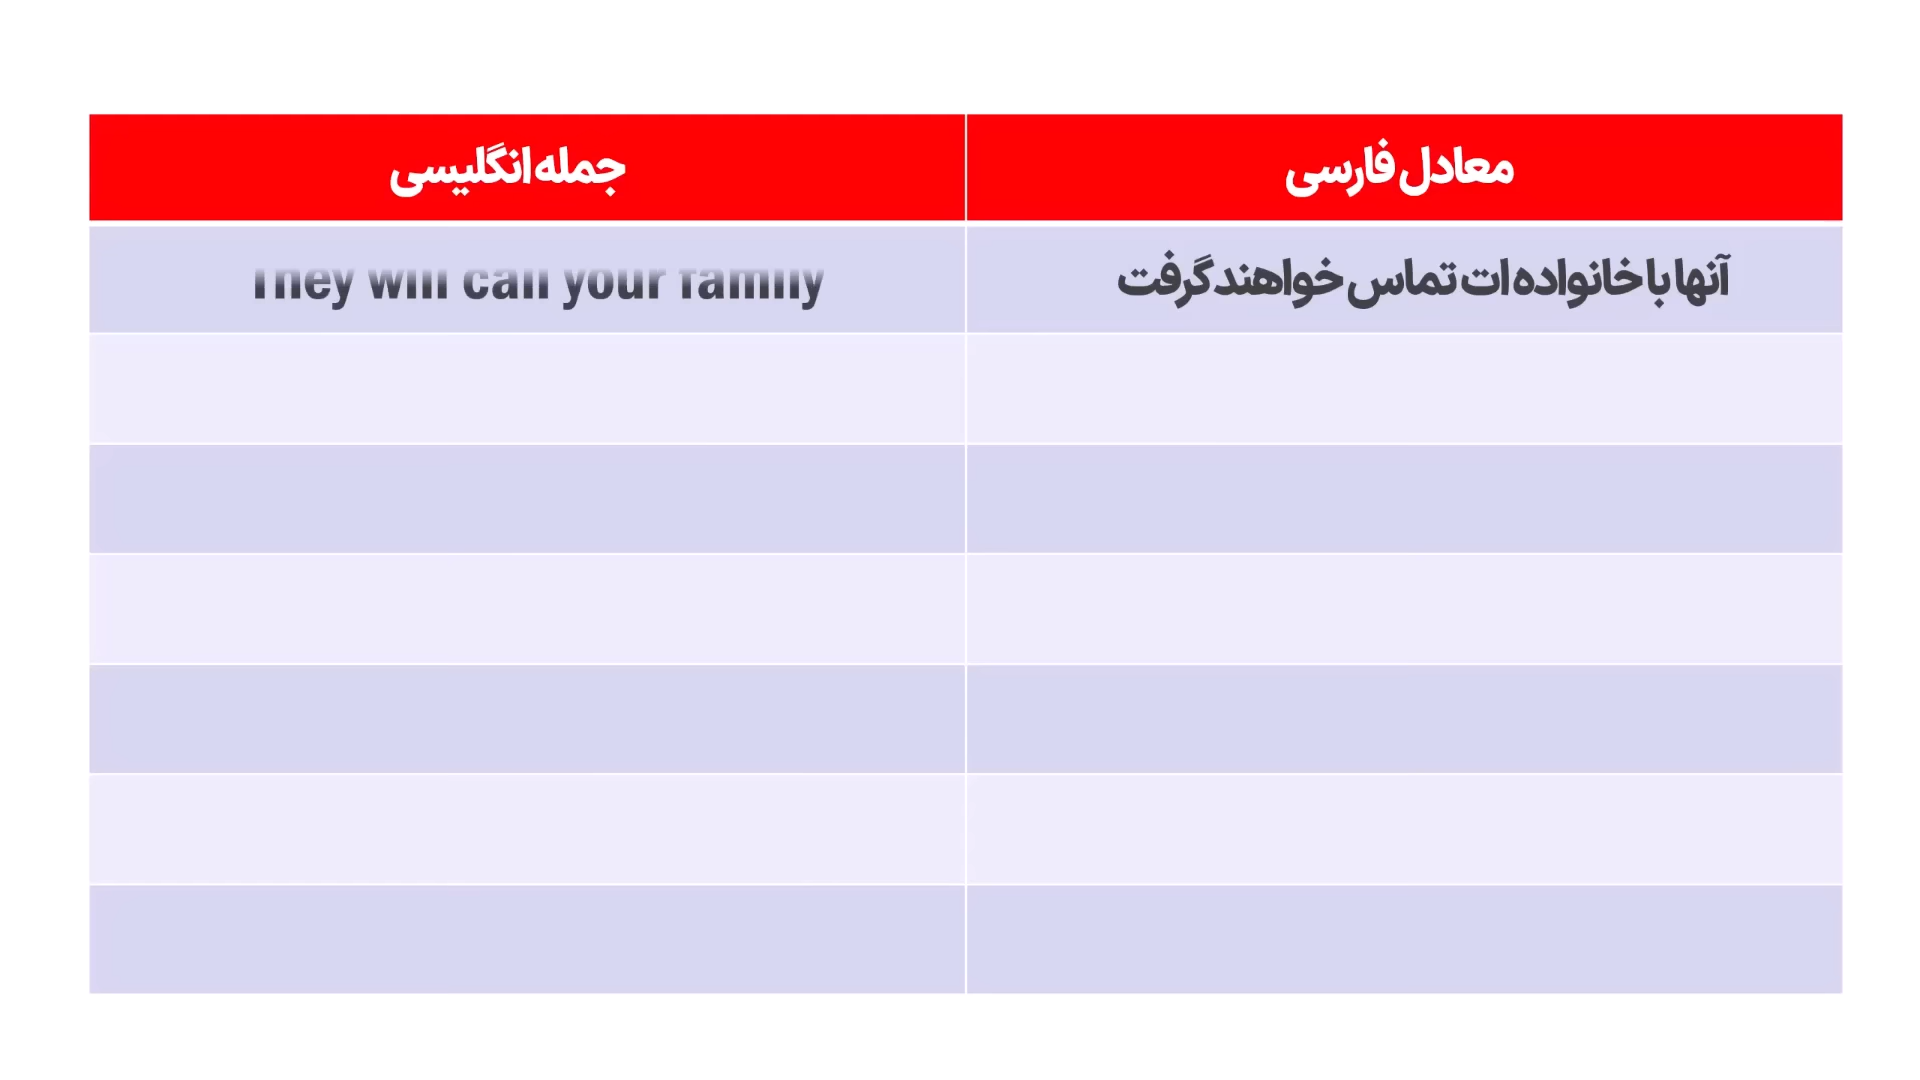 جمله انگلیسی
معادل فارسی
They will call your family
آنها با خانواده ات تماس خواهند گرفت